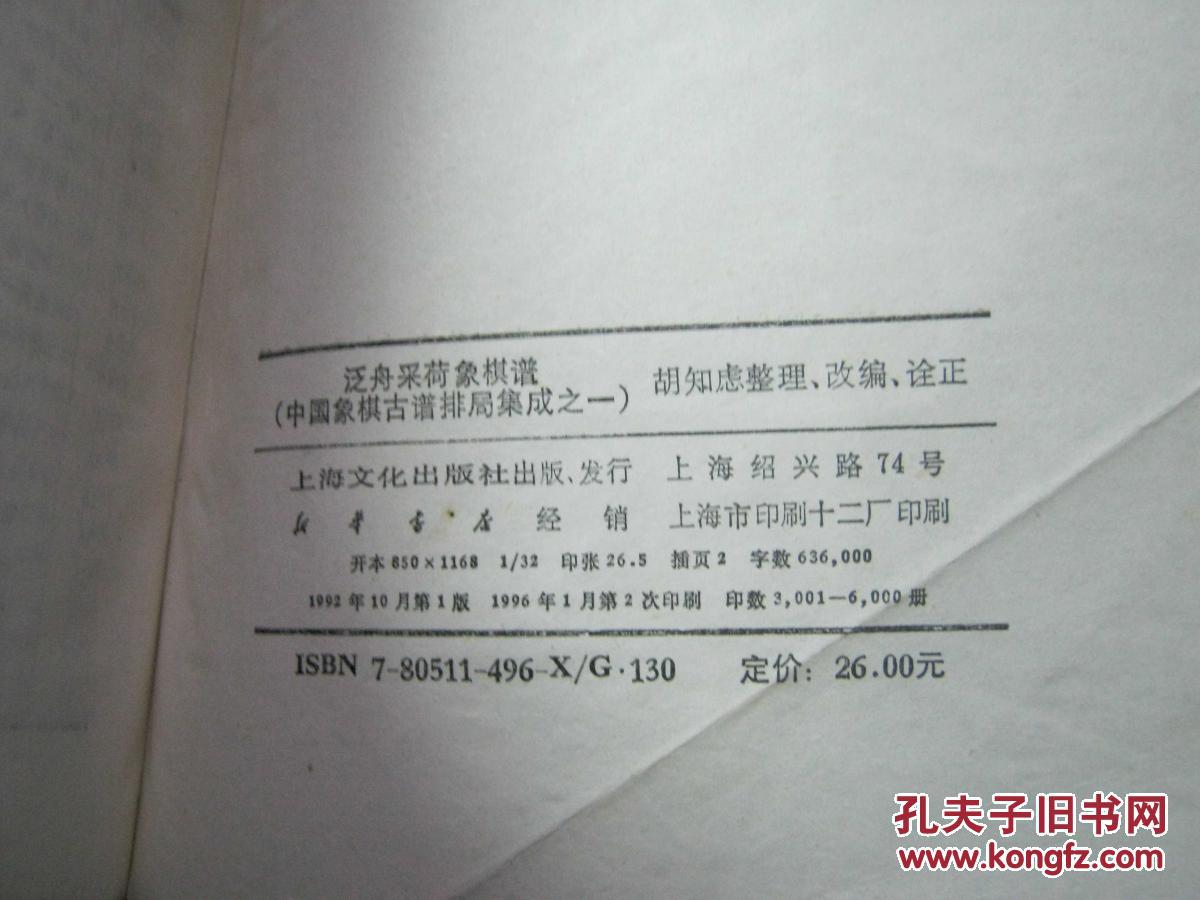 泛舟采荷象棋谱
(中國象棋古谱排局集成之一)
胡知虑整理、改编、诠正
上海文化出版社出版、发行 上海绍兴路74号
新华书店 经销 上海市印刷十二厂印刷
开本850×1168 1/32 印张26.5 插页2 字数636,000
1992年10月第1版 1996年1月第2次印刷 印数3,001—6,000册
ISBN 7-80511-496-X/G·130 定价: 26.00元
孔夫子旧书网
www.kongfz.com